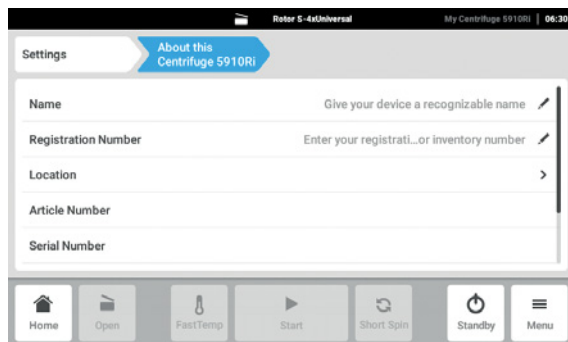 Rotor S-4xUniversal
My Centrifuge 5910Ri | 06:30
Settings
About this
Centrifuge 5910Ri
Name
Give your device a recognizable name
Registration Number
Enter your registrati...or inventory number
Location
Article Number
Serial Number
Home
Open
FastTemp
Start
Short Spin
Standby
Menu